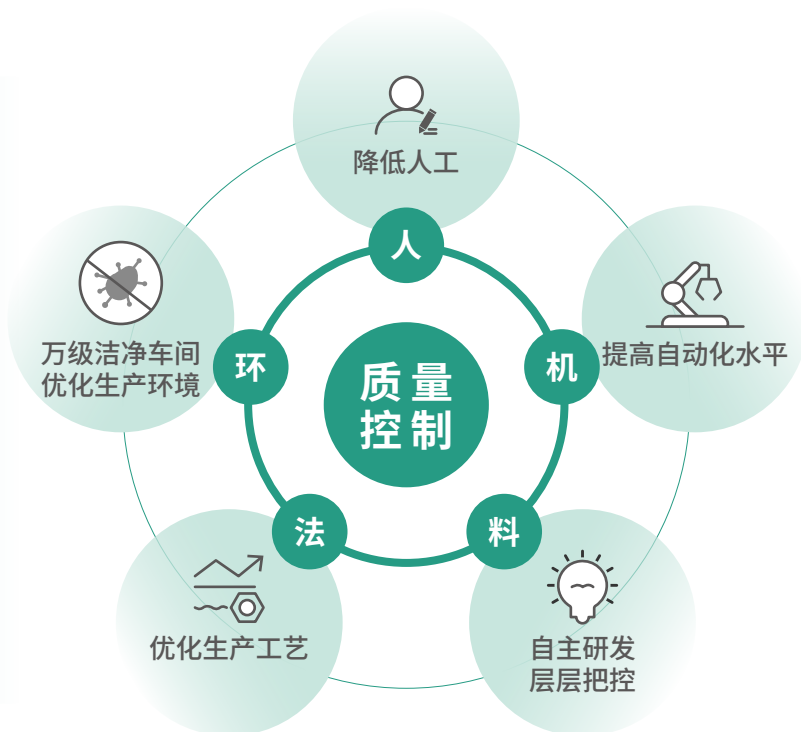 降低人工
人
万级洁净车间
优化生产环境
环
机
提高自动化水平
质量
控制
法
料
优化生产工艺
自主研发
层层把控